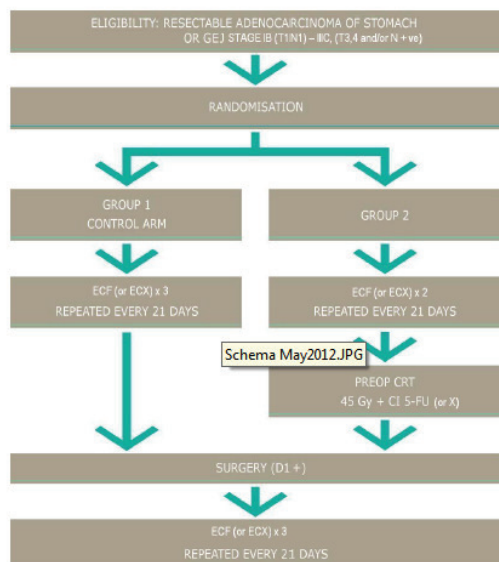 ELIGIBILITY: RESECTABLE ADENOCARCINOMA OF STOMACH
OR GEJ STAGE IB (T1N1) – IIIC, (T3,4 and/or N + ve)
RANDOMISATION
GROUP 1
CONTROL ARM
GROUP 2
ECF (or ECX) x 3
REPEATED EVERY 21 DAYS
ECF (or ECX) x 2
REPEATED EVERY 21 DAYS
Schema May2012.JPG
PREOP CRT
45 Gy + CI 5-FU (or X)
SURGERY (D1+)
ECF (or ECX) x 3
REPEATED EVERY 21 DAYS